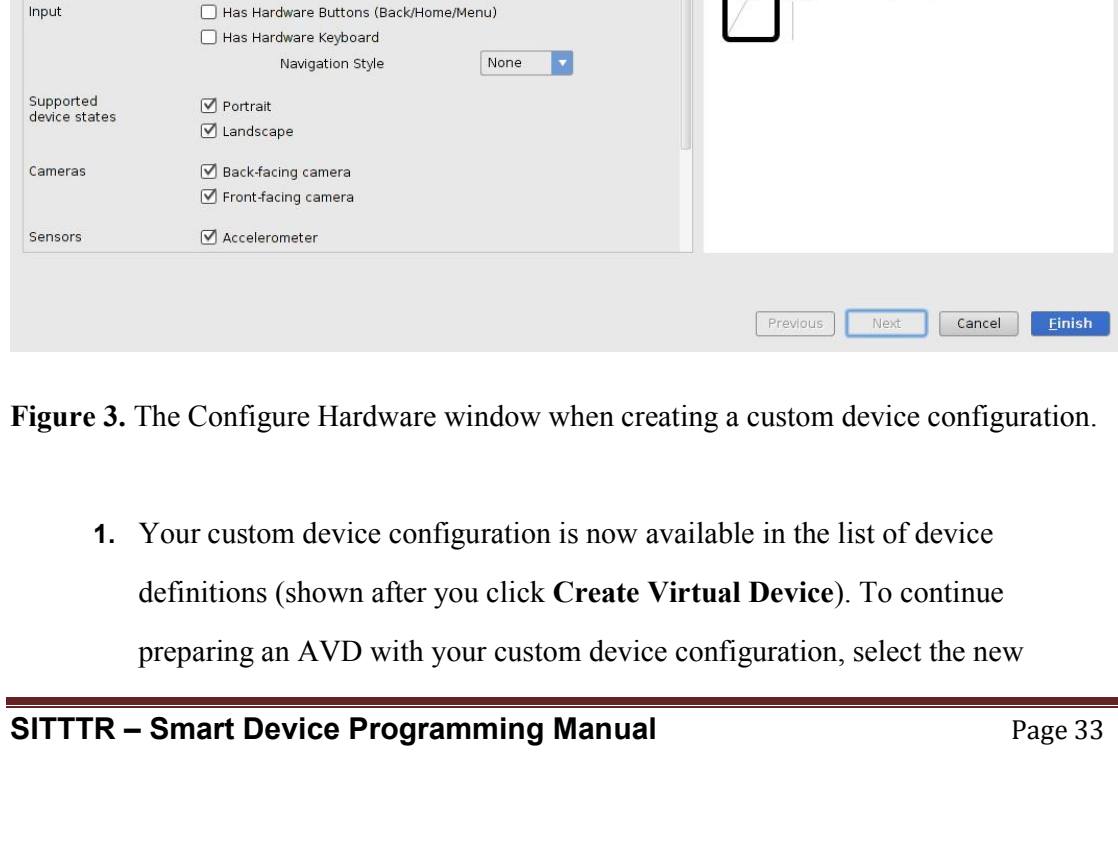 Input
Has Hardware Buttons (Back/Home/Menu)
Has Hardware Keyboard
Navigation Style None
Supported
device states
Portrait
Landscape
Cameras
Back-facing camera
Front-facing camera
Sensors
Accelerometer
Previous Next Cancel Finish
Figure 3. The Configure Hardware window when creating a custom device configuration.
1. Your custom device configuration is now available in the list of device
definitions (shown after you click Create Virtual Device). To continue
preparing an AVD with your custom device configuration, select the new
SITTTR – Smart Device Programming Manual Page 33